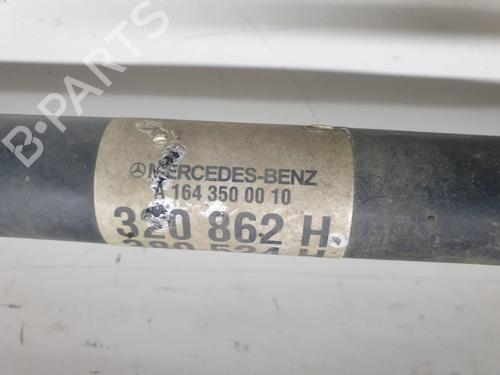 B-PARTS
MERCEDES-BENZ
A 164 350 00 10
320 862 H